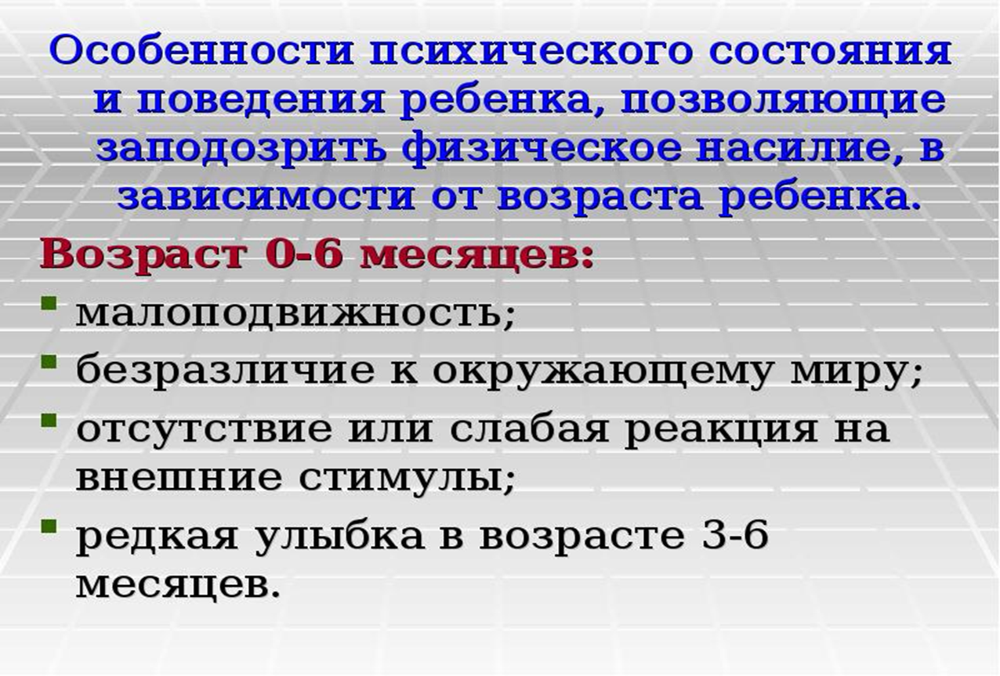 Особенности психического состояния
и поведения ребенка, позволяющие
заподозрить физическое насилие, в
зависимости от возраста ребенка.
Возраст 0-6 месяцев:
малоподвижность;
безразличие к окружающему миру;
отсутствие или слабая реакция на
внешние стимулы;
редкая улыбка в возрасте 3-6
месяцев.